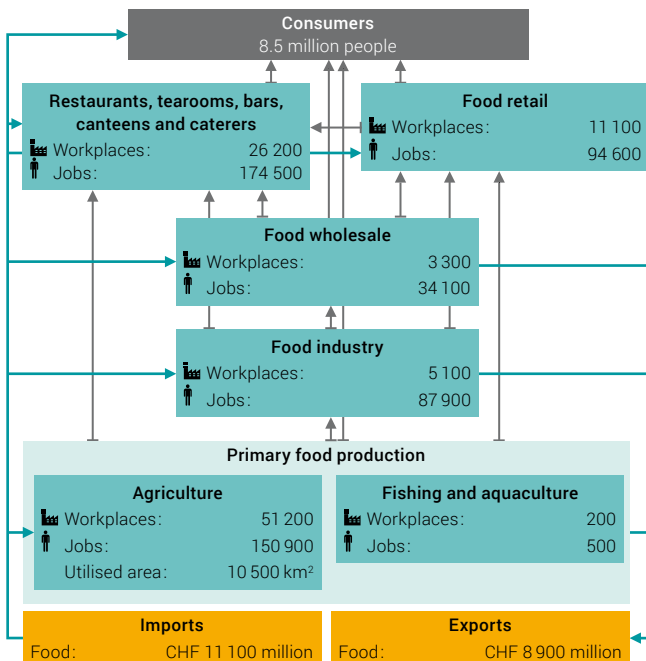 Consumers
8.5 million people
Restaurants, tearooms, bars,
canteens and caterers
Workplaces: 26 200
Jobs: 174 500
Food retail
Workplaces: 11 100
Jobs: 94 600
Food wholesale
Workplaces: 3 300
Jobs: 34 100
Food industry
Workplaces: 5 100
Jobs: 87 900
Primary food production
Agriculture
Workplaces: 51 200
Jobs: 150 900
Utilised area: 10 500 km²
Fishing and aquaculture
Workplaces: 200
Jobs: 500
Imports
Food: CHF 11 100 million
Exports
Food: CHF 8 900 million